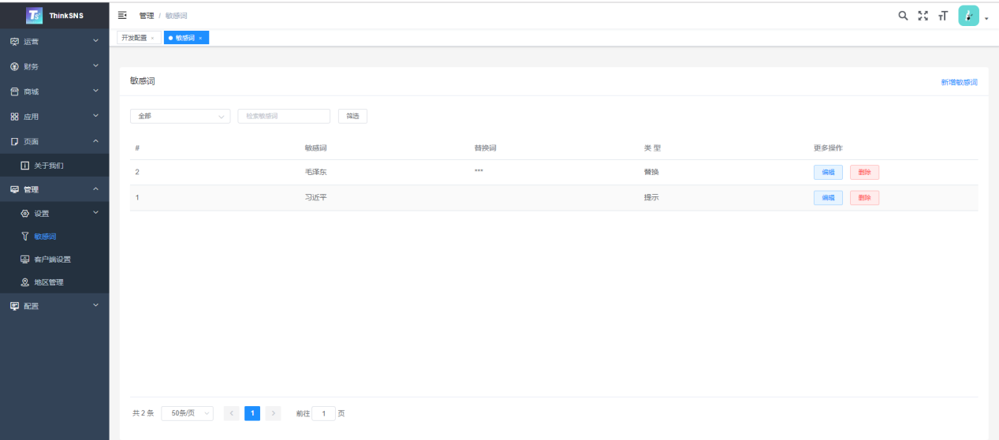 ThinkSNS
管理 / 敏感词
运营
开发配置 ×
敏感词 ×
财务
商城
应用
页面
关于我们
管理
设置
敏感词
客户端设置
地区管理
配置
敏感词
新增敏感词
全部
检索敏感词
筛选
# 敏感词 替换词 类型 更多操作
2 毛泽东 *** 替换 编辑 删除
1 习近平 提示 编辑 删除
共 2 条 50条/页 < 1 > 前往 1 页